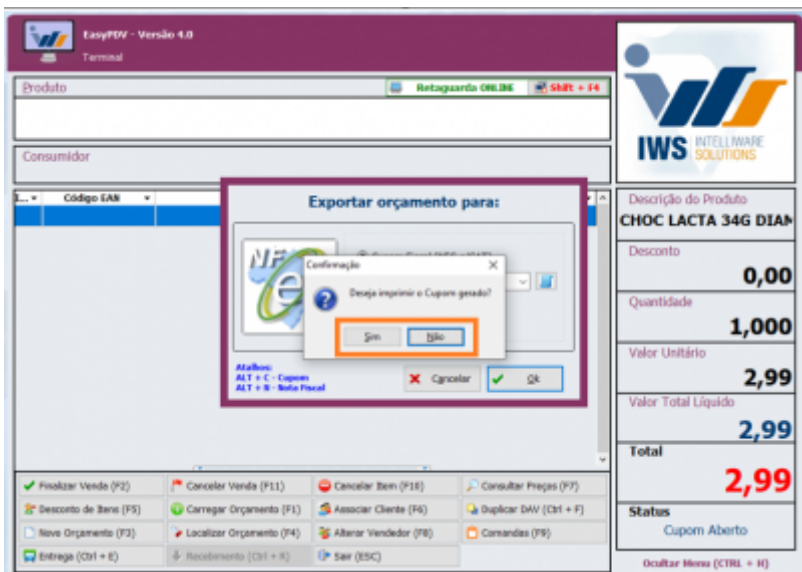 EasyPDV - Versão 4.0
Terminal
Produto
Retaguarda ONLINE
Shift + F4
Consumidor
Código EAN
Exportar orçamento para:
NF
e
Confirmação
Deseja imprimir o Cupom gerado?
Sim
Não
Atalhos:
ALT + C - Cupom
ALT + N - Nota Fiscal
Cancelar
Ok
IWS INTELLIWARE
SOLUTIONS
Descrição do Produto
CHOC LACTA 34G DIAM
Desconto
0,00
Quantidade
1,000
Valor Unitário
2,99
Valor Total Líquido
2,99
Total
2,99
Status
Cupom Aberto
Ocultar Menu (CTRL + H)
Finalizar Venda (F2)
Cancelar Venda (F11)
Cancelar Item (F10)
Consultar Preços (F7)
Desconto de Itens (F5)
Carregar Orçamento (F1)
Associar Cliente (F6)
Duplicar DAV (Ctrl + F)
Novo Orçamento (F3)
Localizar Orçamento (F4)
Alterar Vendedor (F8)
Comandas (F9)
Entrega (Ctrl + E)
Recebimento (Ctrl + R)
Sair (ESC)